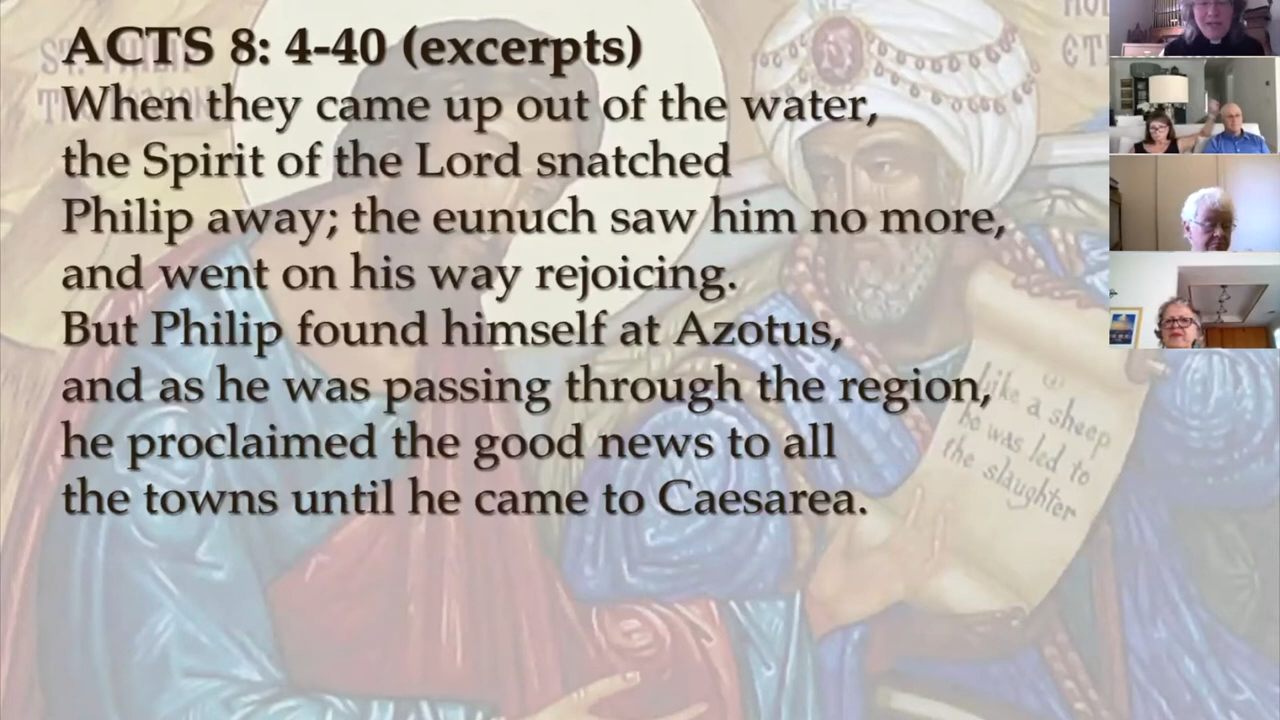 ACTS 8: 4-40 (excerpts)
When they came up out of the water,
the Spirit of the Lord snatched
Philip away; the eunuch saw him no more,
and went on his way rejoicing.
But Philip found himself at Azotus,
and as he was passing through the region,
he proclaimed the good news to all
the towns until he came to Caesarea.
Like a sheep
he was led to
the slaughter